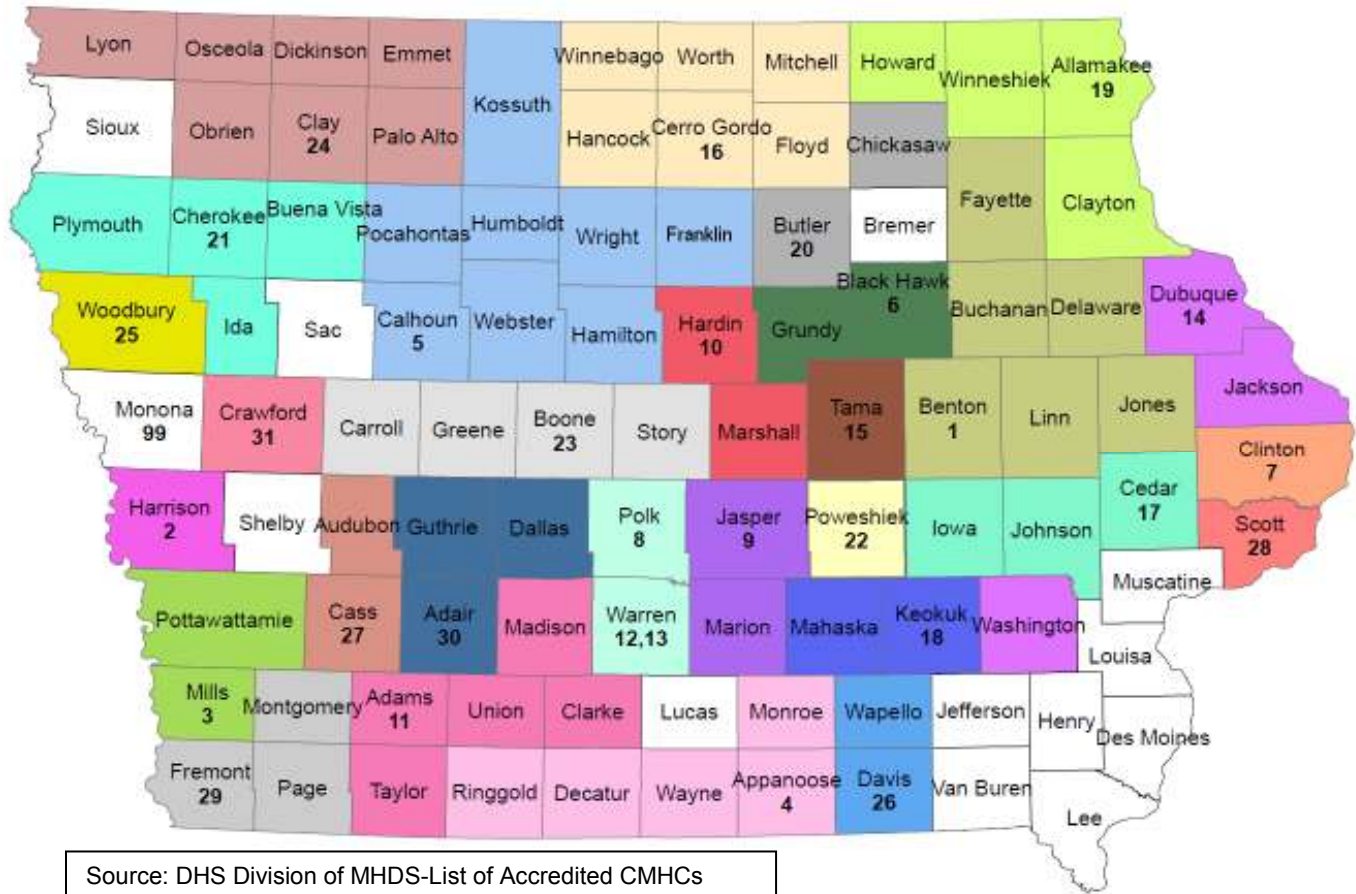 Lyon
Osceola
Dickinson
Emmet
Kossuth
Winnebago
Worth
Mitchell
Howard
Winneshiek
Allamakee
19
Sioux
Obrien
Clay
24
Palo Alto
Hancock
Cerro Gordo
16
Floyd
Chickasaw
Fayette
Clayton
Plymouth
Cherokee
21
Buena Vista
Pocahontas
Humboldt
Wright
Franklin
Butler
20
Bremer
Woodbury
25
Ida
Sac
Calhoun
5
Webster
Hamilton
Hardin
10
Grundy
Black Hawk
6
Buchanan
Delaware
Dubuque
14
Jackson
Monona
99
Crawford
31
Carroll
Greene
Boone
23
Story
Marshall
Tama
15
Benton
1
Linn
Jones
Clinton
7
Harrison
2
Shelby
Audubon
Guthrie
Dallas
Polk
8
Jasper
9
Poweshiek
22
Iowa
Johnson
Cedar
17
Scott
28
Muscatine
Pottawattamie
Cass
27
Adair
30
Madison
Warren
12,13
Marion
Mahaska
Keokuk
18
Washington
Louisa
Mills
3
Montgomery
Adams
11
Union
Clarke
Lucas
Monroe
Wapello
Jefferson
Henry
Des Moines
Fremont
29
Page
Taylor
Ringgold
Decatur
Wayne
Appanoose
4
Davis
26
Van Buren
Lee
Source: DHS Division of MHDS-List of Accredited CMHCs